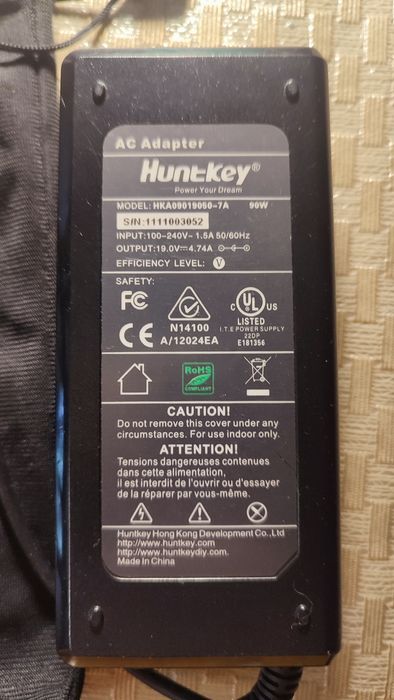 AC Adapter
Huntkey®
Power Your Dream
MODEL: HKA09019050-7A 90W
S/N: 1111003052
INPUT:100-240V~ 1.5A 50/60Hz
OUTPUT:19.0V⎓4.74A
EFFICIENCY LEVEL: V
SAFETY:
FC
N14100
CE
A/12024EA
C UL US
LISTED
I.T.E POWER SUPPLY
22DP
E181356
RoHS
COMPLIANT
CAUTION!
Do not remove this cover under any
circumstances. For use indoor only.
ATTENTION!
Tensions dangereuses contenues
dans cette alimentation,
il est interdit de l'ouvrir ou d'essayer
de la réparer par vous-même.
Huntkey Hong Kong Development Co.,Ltd
http://www.huntkey.com
http://www.huntkeydiy.com.
Made in China